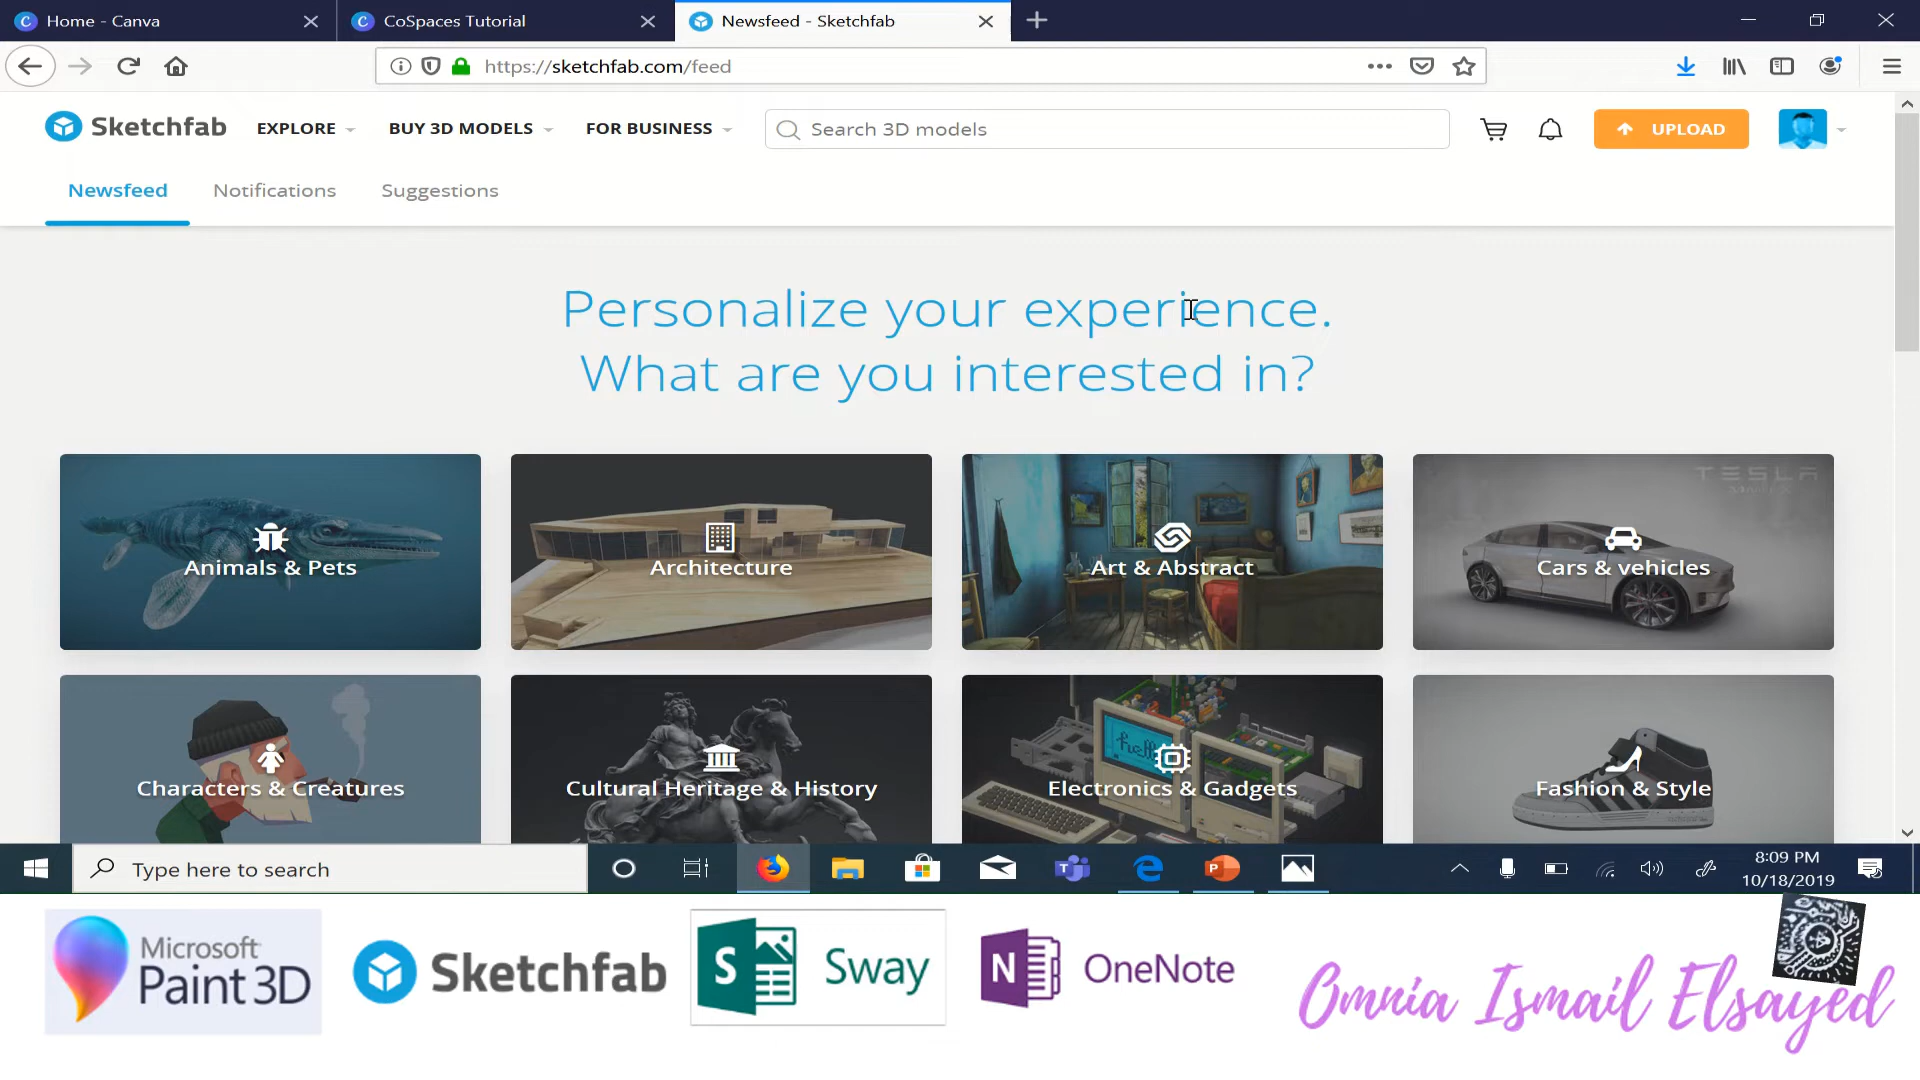 Home - Canva
CoSpaces Tutorial
Newsfeed - Sketchfab
https://sketchfab.com/feed
Sketchfab
EXPLORE
BUY 3D MODELS
FOR BUSINESS
Search 3D models
UPLOAD
Newsfeed
Notifications
Suggestions
Personalize your experience.
What are you interested in?
Animals & Pets
Architecture
Art & Abstract
TESLA
Cars & vehicles
Characters & Creatures
Cultural Heritage & History
hello
Electronics & Gadgets
Fashion & Style
Type here to search
8:09 PM
10/18/2019
Microsoft
Paint 3D
Sketchfab
S Sway
N OneNote
Omnia Ismail Elsayed